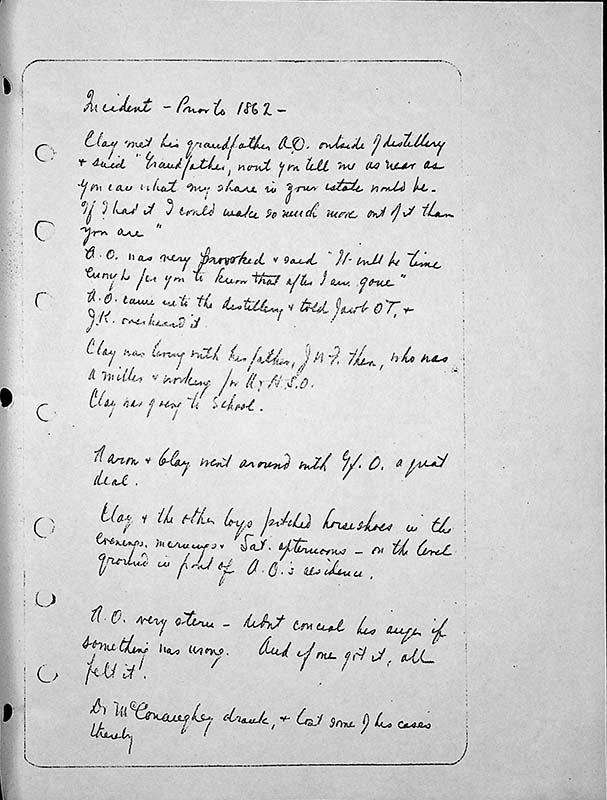 Incident - Prior to 1862 -
Clay met his grandfather A.O. outside of distillery
+ said "Grandfather, wont you tell me as near as
you can what my share in your estate would be.
If I had it I could make so much more out of it than
you are"
A.O. was very provoked + said "It will be time
enough for you to know that after I am gone"
A.O. came into the distillery + told Jacob OT, +
J.K. overheard it.
Clay was living with his father, J.W.F. then, who was
a miller + working for A + H.S.O.
Clay was going to school.
Aaron + Clay went around with Gf. O. a great
deal.
Clay + the other boys pitched horseshoes in the
evenings, mornings + Sat. afternoons - on the level
ground in front of A.O.'s residence.
A.O. very stern - didnt conceal his anger if
something was wrong. And if one got it, all
felt it.
Dr McConaughey drank, + lost some of his cases
thereby